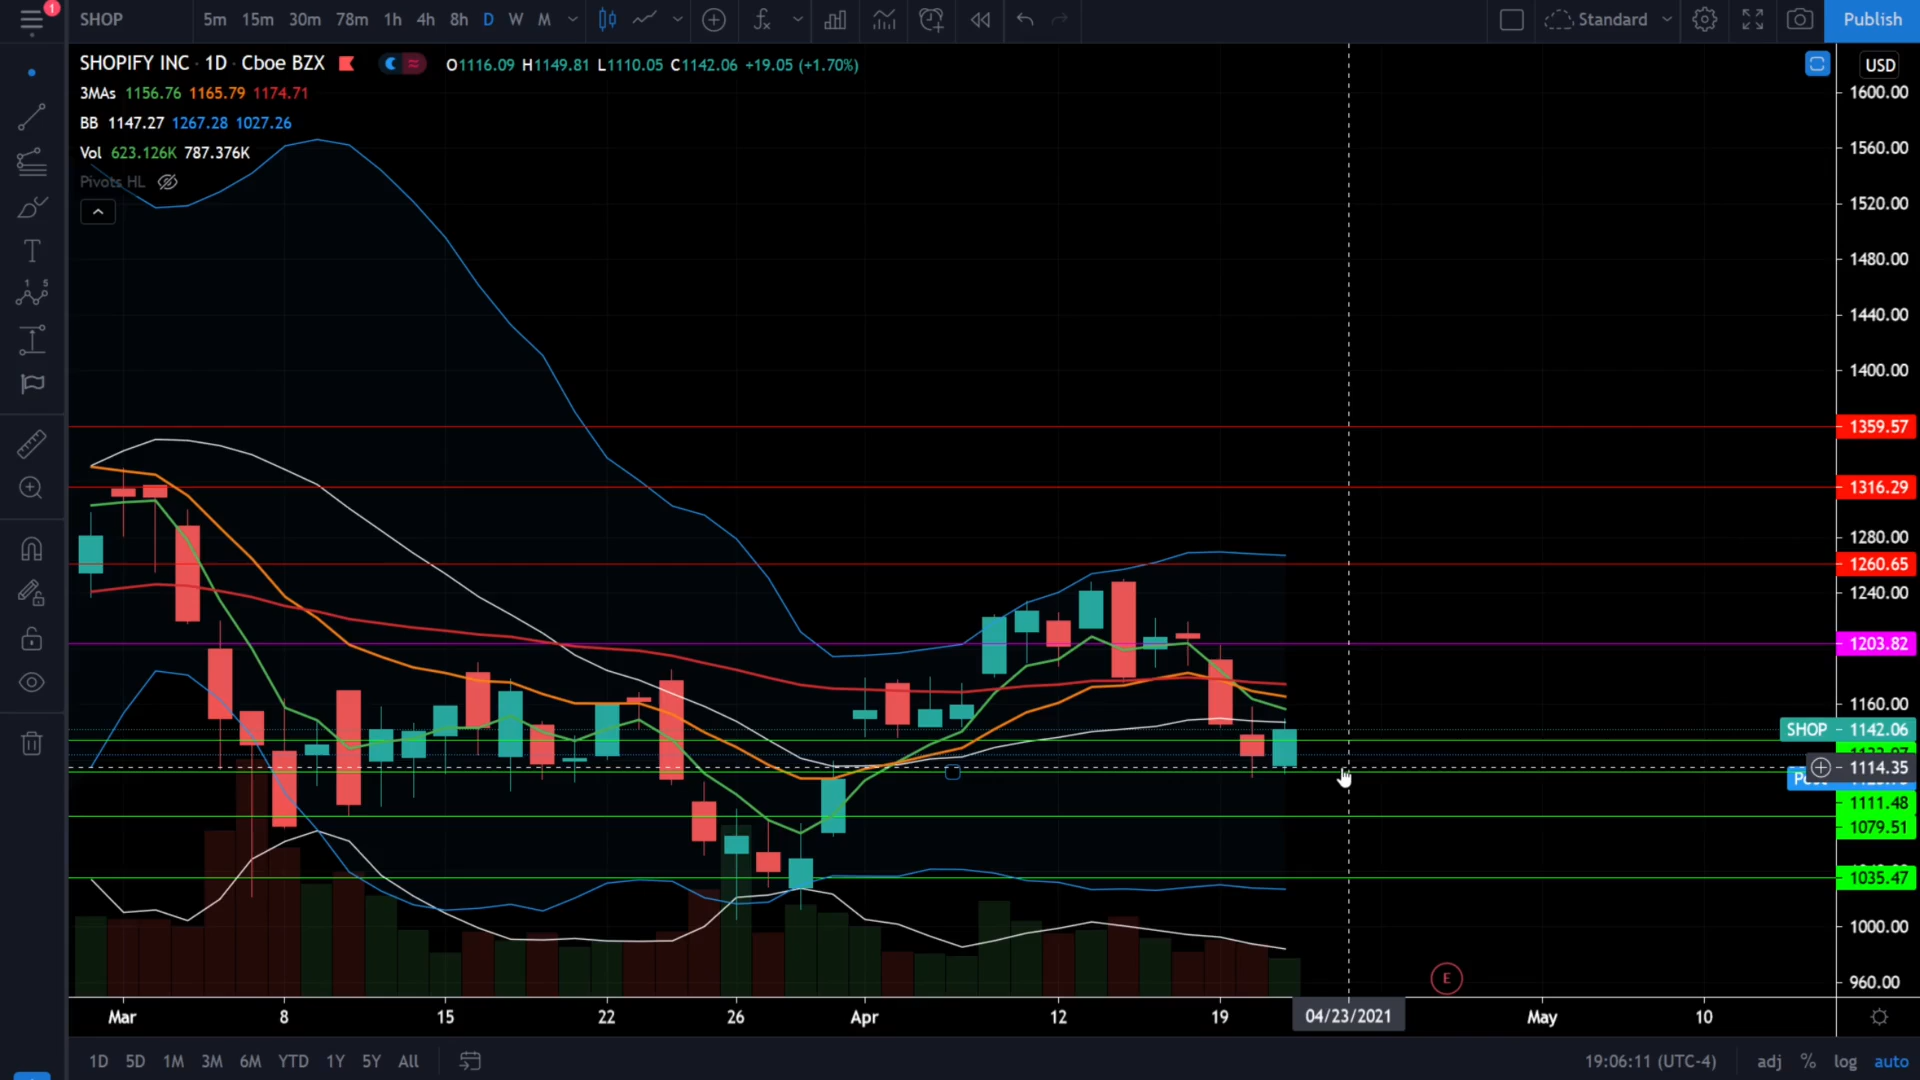 1
SHOP 5m 15m 30m 78m 1h 4h 8h D W M Standard Publish
SHOPIFY INC · 1D · Cboe BZX O1116.09 H1149.81 L1110.05 C1142.06 +19.05 (+1.70%)
USD
3MAs 1156.76 1165.79 1174.71
BB 1147.27 1267.28 1027.26
Vol 623.126K 787.376K
Pivots HL
1600.00
1560.00
1520.00
1480.00
1440.00
1400.00
1359.57
1316.29
1280.00
1260.65
1240.00
1203.82
1160.00
SHOP 1142.06
1114.35
1111.48
1079.51
1035.47
1000.00
960.00
E
Mar 8 15 22 26 Apr 12 19 04/23/2021 May 10
1D 5D 1M 3M 6M YTD 1Y 5Y All 19:06:11 (UTC-4) adj % log auto